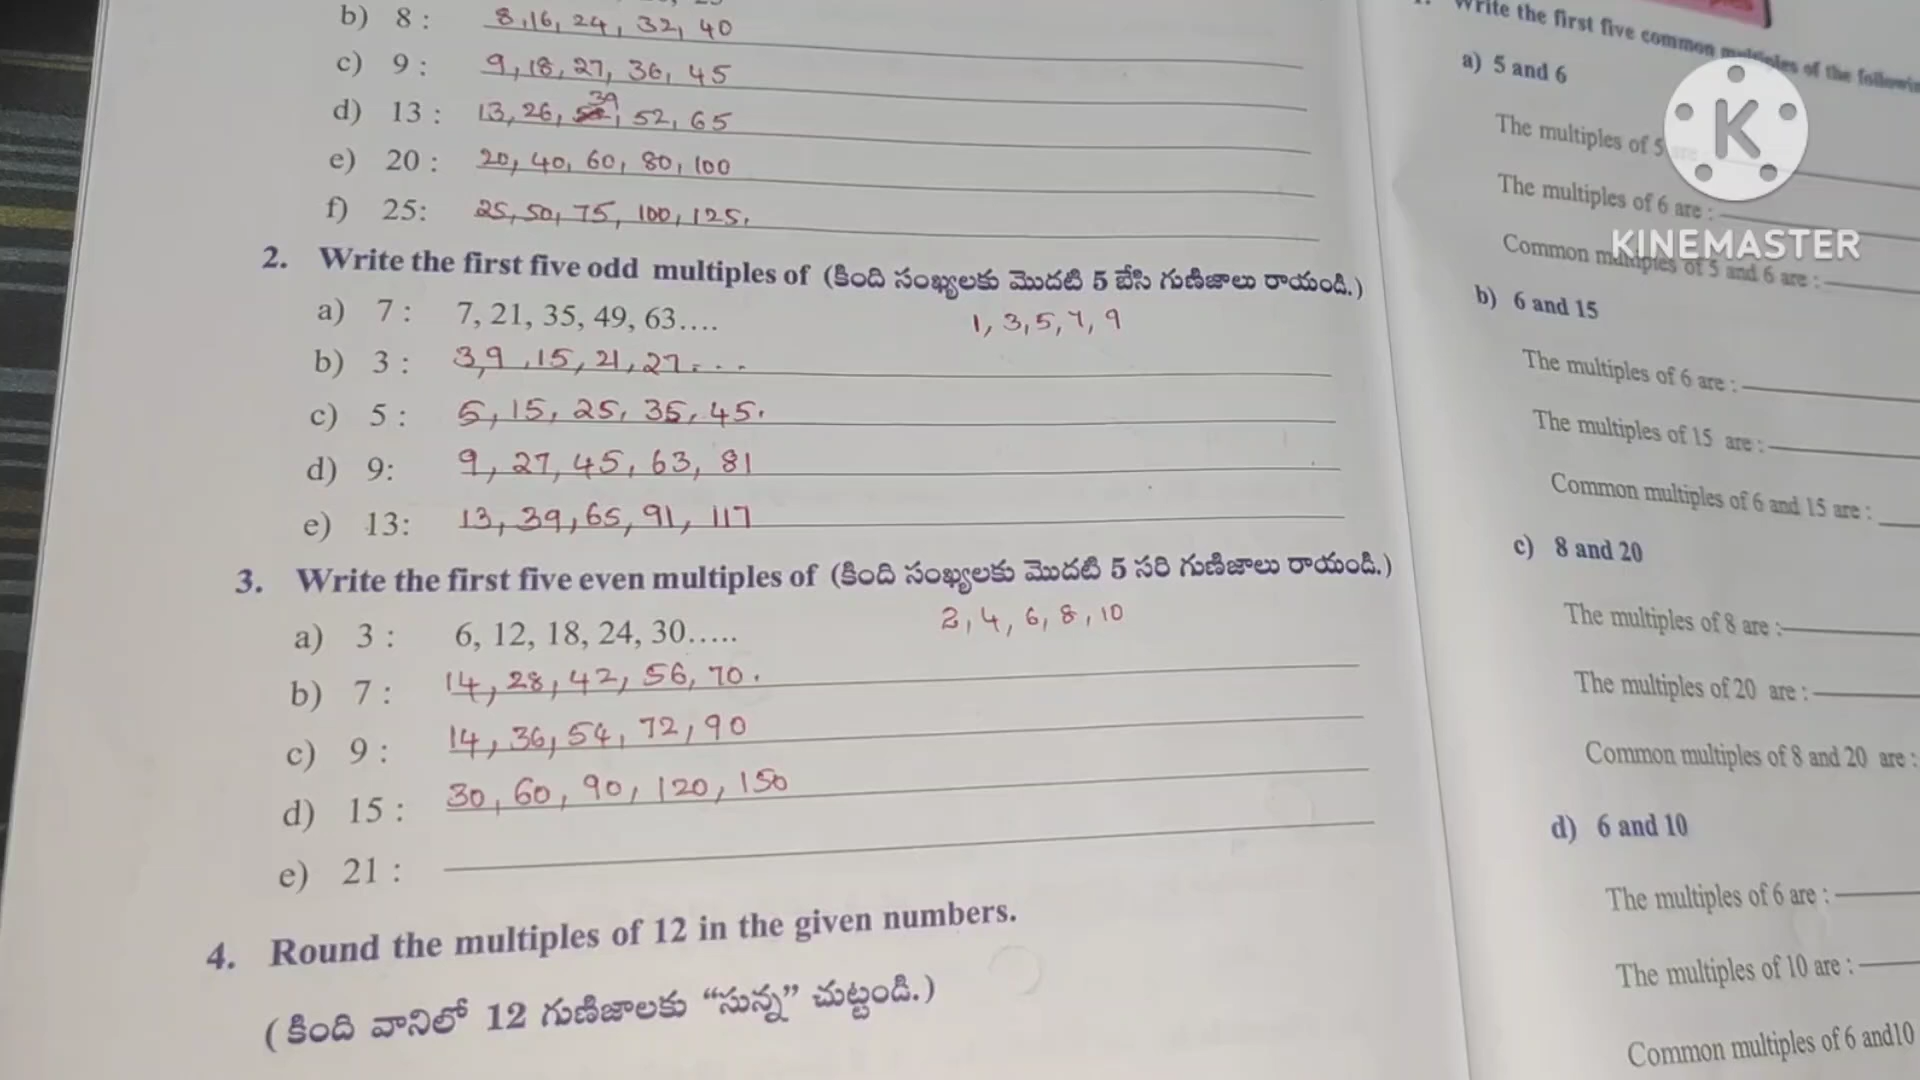 b) 8 : 8, 16, 24, 32, 40
c) 9 : 9, 18, 27, 36, 45
d) 13 : 13, 26, 39, 52, 65
e) 20 : 20, 40, 60, 80, 100
f) 25: 25, 50, 75, 100, 125.
2. Write the first five odd multiples of (కింది సంఖ్యలకు మొదటి 5 బేసి గుణిజాలు రాయండి.)
a) 7 : 7, 21, 35, 49, 63....
1, 3, 5, 7, 9
b) 3 : 3, 9, 15, 21, 27...
c) 5 : 5, 15, 25, 35, 45.
d) 9: 9, 27, 45, 63, 81
e) 13: 13, 39, 65, 91, 117
3. Write the first five even multiples of (కింది సంఖ్యలకు మొదటి 5 సరి గుణిజాలు రాయండి.)
2, 4, 6, 8, 10
a) 3 : 6, 12, 18, 24, 30.....
b) 7 : 14, 28, 42, 56, 70.
c) 9 : 14, 36, 54, 72, 90
d) 15 : 30, 60, 90, 120, 150
e) 21 :
4. Round the multiples of 12 in the given numbers.
(కింది వానిలో 12 గుణిజాలకు "సున్న" చుట్టండి.)
Write the first five common multiples of the
a) 5 and 6
The multiples of 5
The multiples of 6 are :
Common multiples of 5 and 6 are :
b) 6 and 15
The multiples of 6 are :
The multiples of 15 are :
Common multiples of 6 and 15 are :
c) 8 and 20
The multiples of 8 are :
The multiples of 20 are :
Common multiples of 8 and 20 are :
d) 6 and 10
The multiples of 6 are :
The multiples of 10 are :
Common multiples of 6 and10
K
KINEMASTER